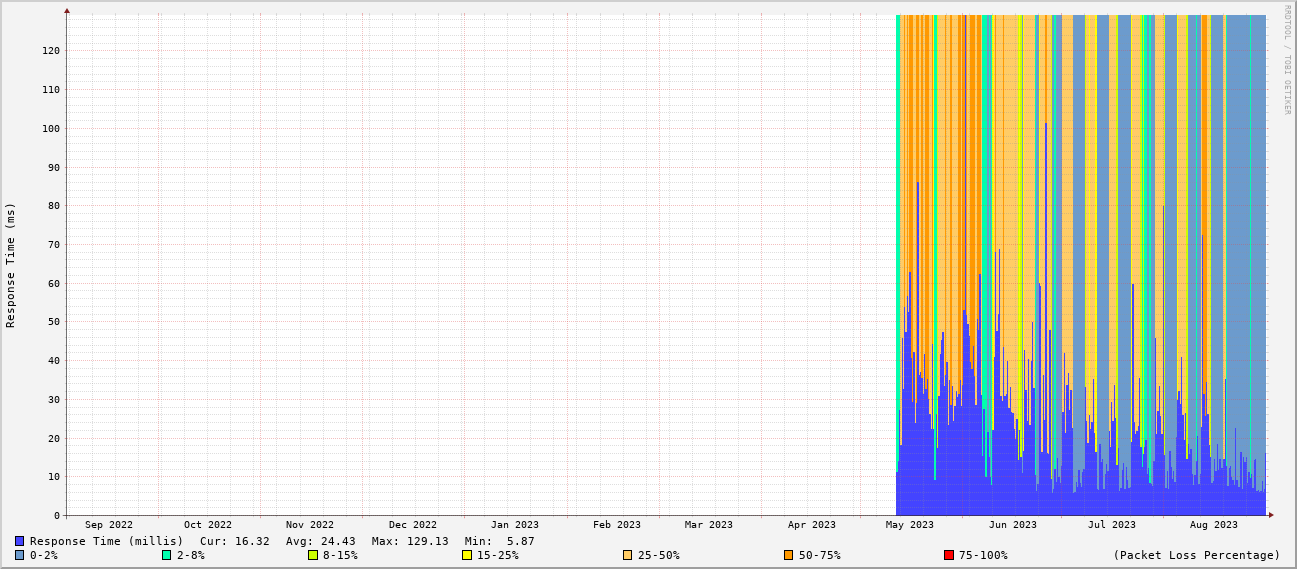 RRDTOOL / TOBI OETIKER
Response Time (ms)
120
110
100
90
80
70
60
50
40
30
20
10
0
Sep 2022 Oct 2022 Nov 2022 Dec 2022 Jan 2023 Feb 2023 Mar 2023 Apr 2023 May 2023 Jun 2023 Jul 2023 Aug 2023
Response Time (millis) Cur: 16.32 Avg: 24.43 Max: 129.13 Min: 5.87
0-2% 2-8% 8-15% 15-25% 25-50% 50-75% 75-100% (Packet Loss Percentage)